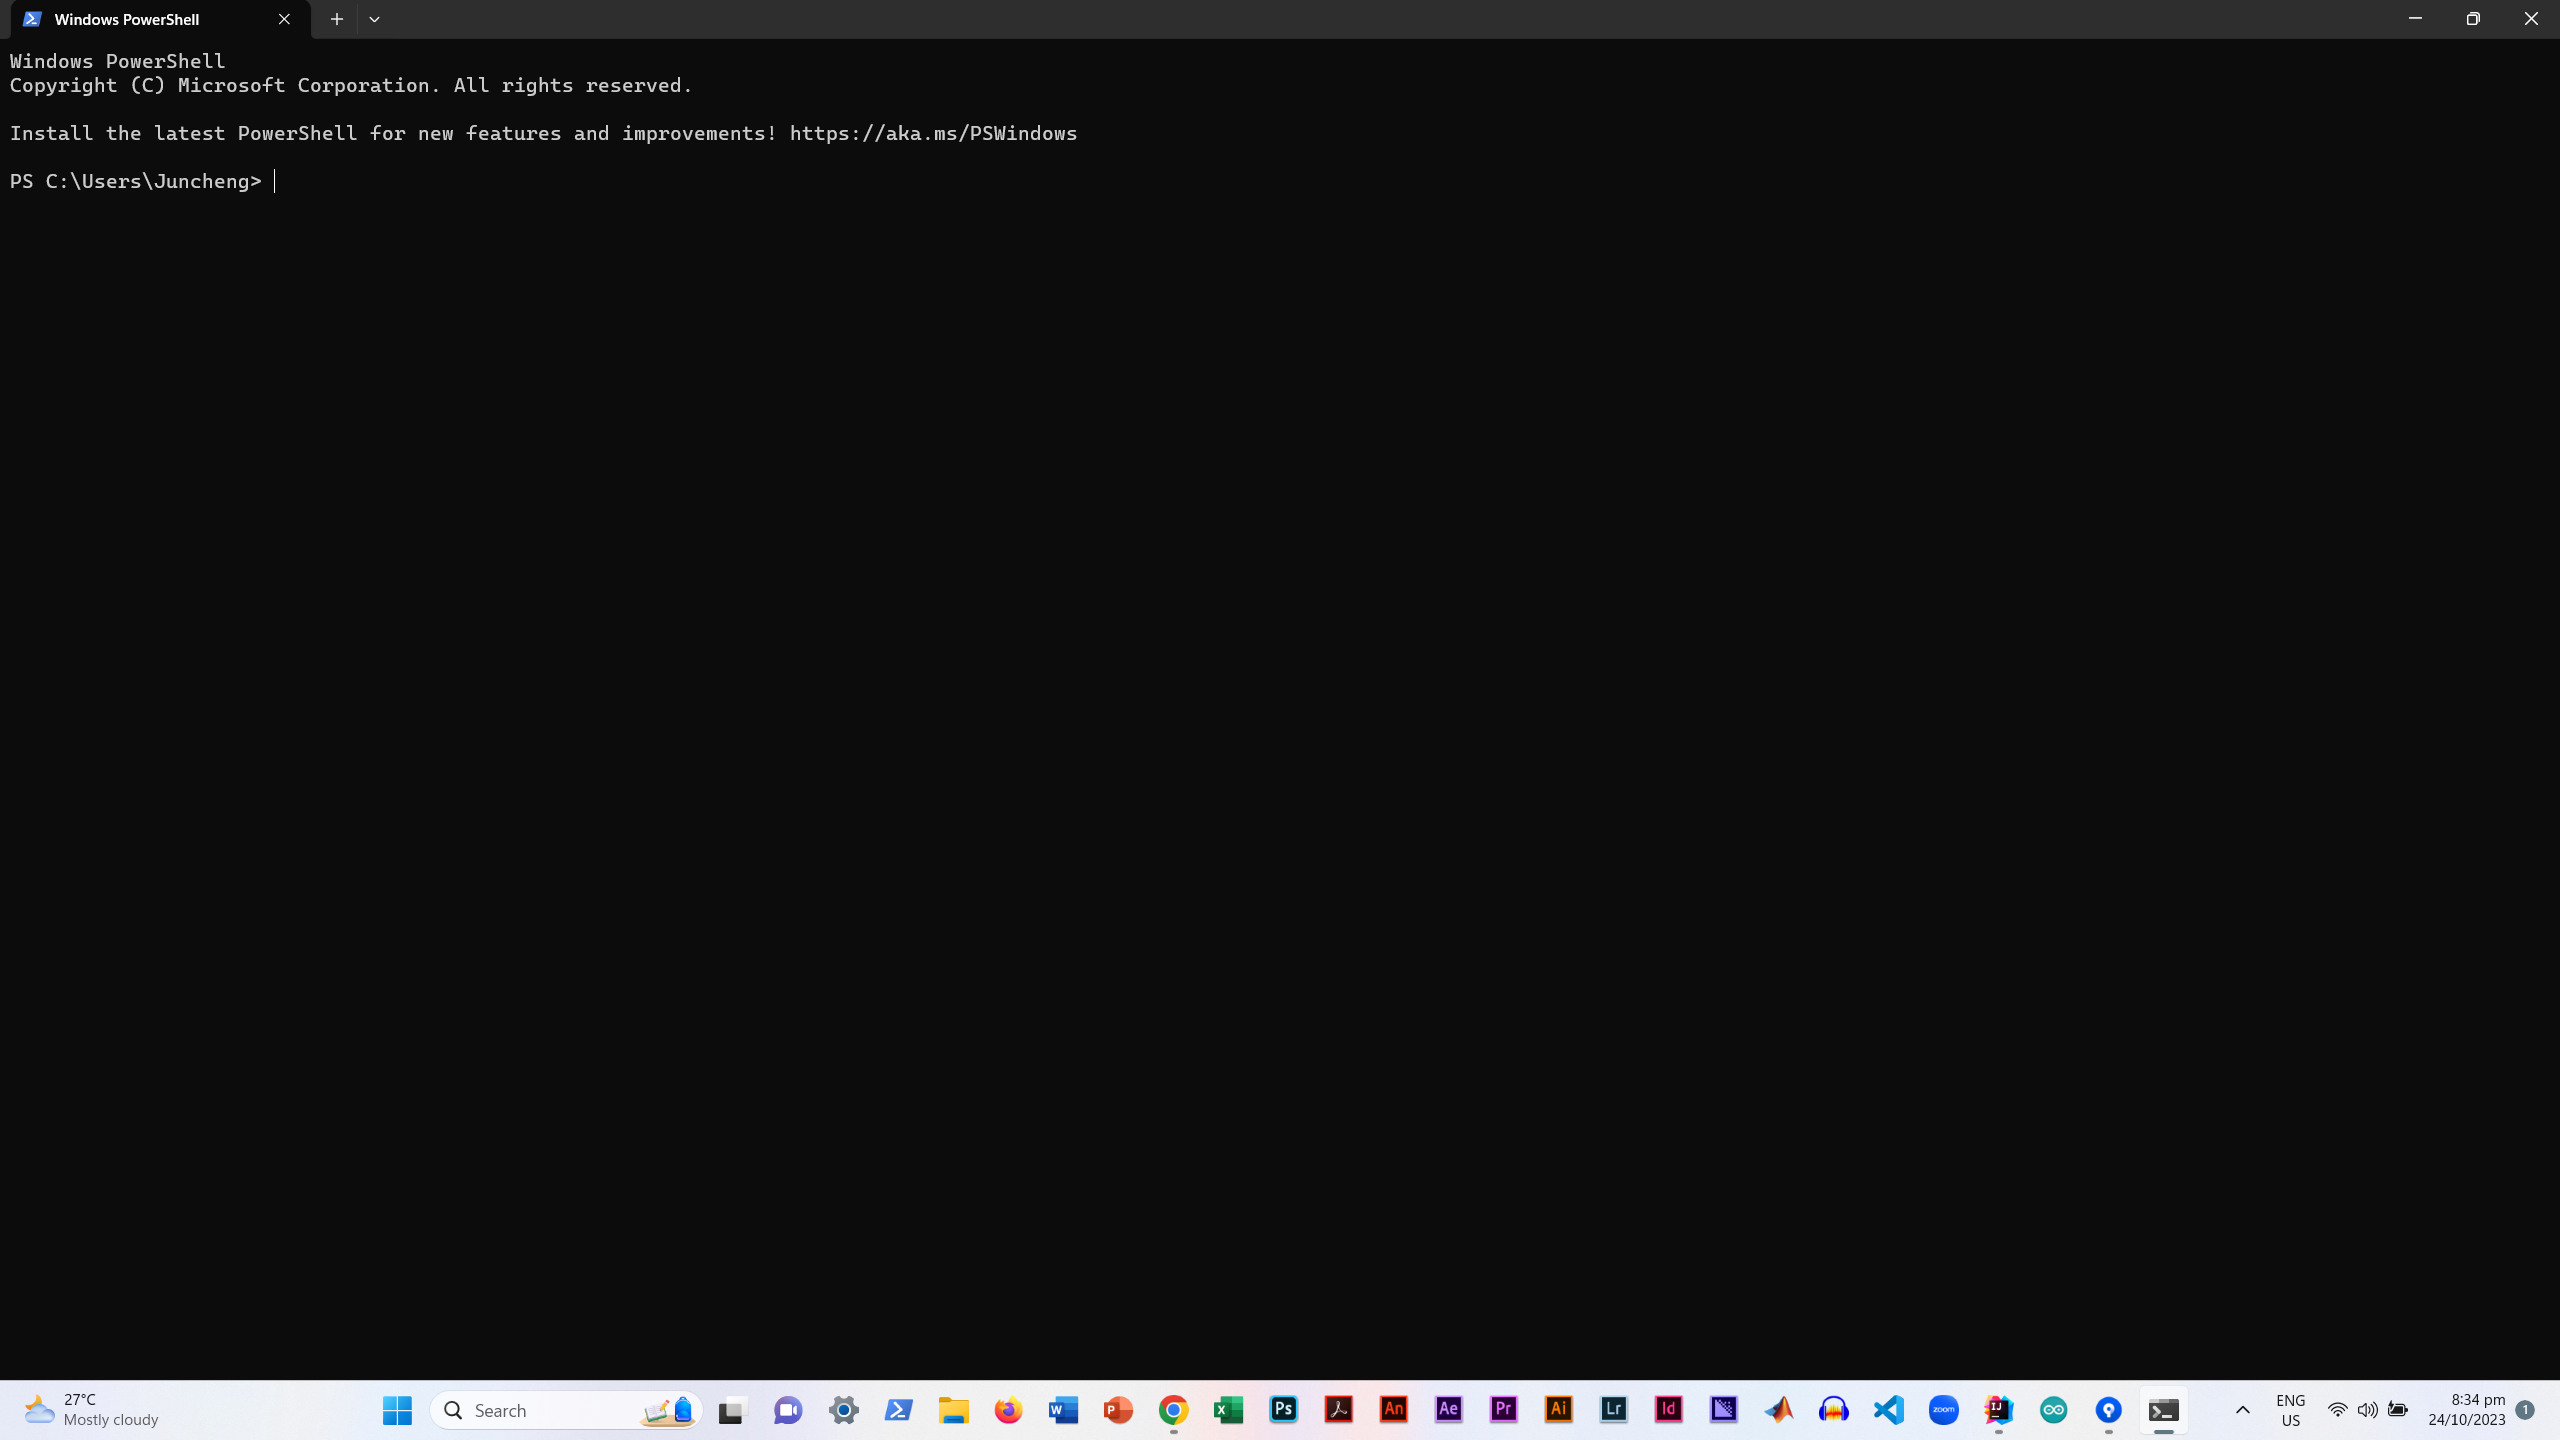 Windows PowerShell
Windows PowerShell
Copyright (C) Microsoft Corporation. All rights reserved.
Install the latest PowerShell for new features and improvements! https://aka.ms/PSWindows
PS C:\Users\Juncheng>
27°C
Mostly cloudy
Search
W
P
X
Ps
An
Ae
Pr
Ai
Lr
Id
zoom
IJ
ENG
US
8:34 pm
24/10/2023
1